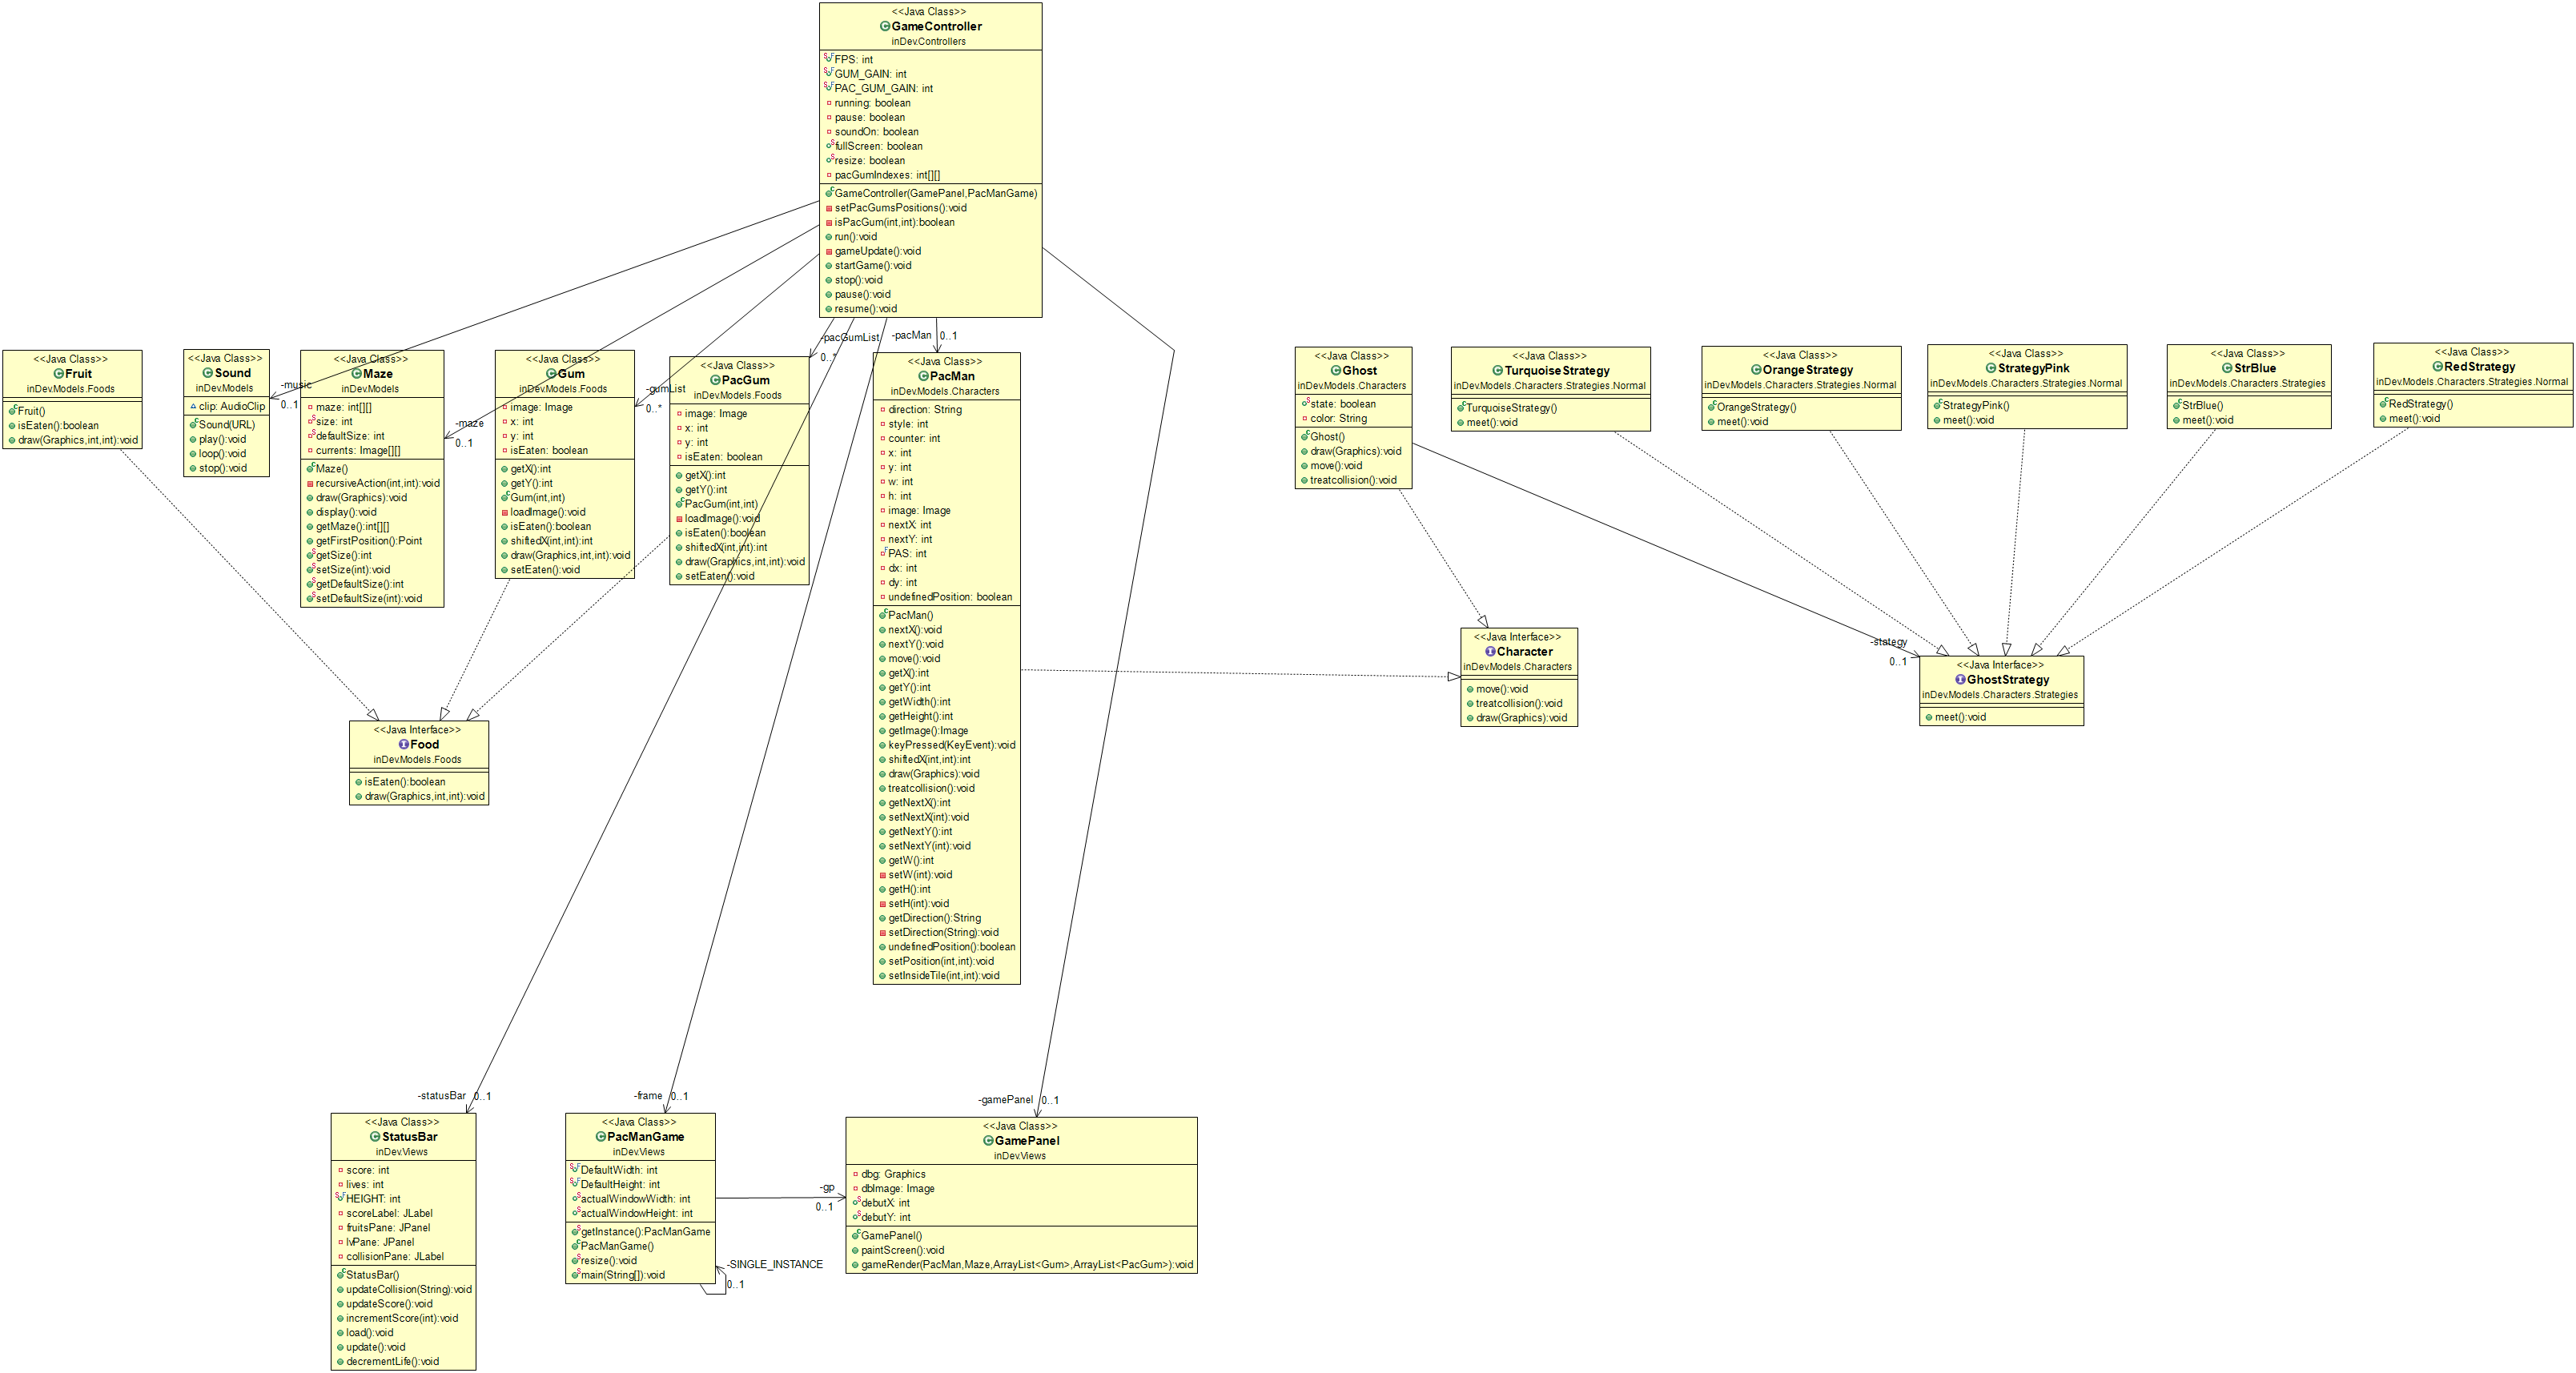 <<Java Class>>
GameController
inDev.Controllers
FPS: int
GUM_GAIN: int
PAC_GUM_GAIN: int
running: boolean
pause: boolean
soundOn: boolean
fullScreen: boolean
resize: boolean
pacGumIndexes: int[][]
GameController(GamePanel,PacManGame)
setPacGumsPositions():void
isPacGum(int,int):boolean
run():void
gameUpdate():void
startGame():void
stop():void
pause():void
resume():void
-music
0..1
-maze
0..1
-gumList
0..*
-pacGumList
0..*
-pacMan
0..1
<<Java Class>>
Fruit
inDev.Models.Foods
Fruit()
isEaten():boolean
draw(Graphics,int,int):void
<<Java Class>>
Sound
inDev.Models
clip: AudioClip
Sound(URL)
play():void
loop():void
stop():void
<<Java Class>>
Maze
inDev.Models
maze: int[][]
size: int
defaultSize: int
currents: Image[][]
Maze()
recursiveAction(int,int):void
draw(Graphics):void
display():void
getMaze():int[][]
getFirstPosition():Point
getSize():int
setSize(int):void
getDefaultSize():int
setDefaultSize(int):void
<<Java Class>>
Gum
inDev.Models.Foods
image: Image
x: int
y: int
isEaten: boolean
getX():int
getY():int
Gum(int,int)
loadImage():void
isEaten():boolean
shiftedX(int,int):int
draw(Graphics,int,int):void
setEaten():void
<<Java Class>>
PacGum
inDev.Models.Foods
image: Image
x: int
y: int
isEaten: boolean
getX():int
getY():int
PacGum(int,int)
loadImage():void
isEaten():boolean
shiftedX(int,int):int
draw(Graphics,int,int):void
setEaten():void
<<Java Class>>
PacMan
inDev.Models.Characters
direction: String
style: int
counter: int
x: int
y: int
w: int
h: int
image: Image
nextX: int
nextY: int
PAS: int
dx: int
dy: int
undefinedPosition: boolean
PacMan()
nextX():void
nextY():void
move():void
getX():int
getY():int
getWidth():int
getHeight():int
getImage():Image
keyPressed(KeyEvent):void
shiftedX(int,int):int
draw(Graphics):void
treatcollision():void
getNextX():int
setNextX(int):void
getNextY():int
setNextY(int):void
getW():int
setW(int):void
getH():int
setH(int):void
getDirection():String
setDirection(String):void
undefinedPosition():boolean
setPosition(int,int):void
setInsideTile(int,int):void
<<Java Class>>
Ghost
inDev.Models.Characters
state: boolean
color: String
Ghost()
draw(Graphics):void
move():void
treatcollision():void
<<Java Class>>
TurquoiseStrategy
inDev.Models.Characters.Strategies.Normal
TurquoiseStrategy()
meet():void
<<Java Class>>
OrangeStrategy
inDev.Models.Characters.Strategies.Normal
OrangeStrategy()
meet():void
<<Java Class>>
StrategyPink
inDev.Models.Characters.Strategies.Normal
StrategyPink()
meet():void
<<Java Class>>
StrBlue
inDev.Models.Characters.Strategies
StrBlue()
meet():void
<<Java Class>>
RedStrategy
inDev.Models.Characters.Strategies.Normal
RedStrategy()
meet():void
<<Java Interface>>
Food
inDev.Models.Foods
isEaten():boolean
draw(Graphics,int,int):void
<<Java Interface>>
Character
inDev.Models.Characters
move():void
treatcollision():void
draw(Graphics):void
-stategy
0..1
<<Java Interface>>
GhostStrategy
inDev.Models.Characters.Strategies
meet():void
-statusBar
0..1
<<Java Class>>
StatusBar
inDev.Views
score: int
lives: int
HEIGHT: int
scoreLabel: JLabel
fruitsPane: JPanel
lvPane: JPanel
collisionPane: JLabel
StatusBar()
updateCollision(String):void
updateScore():void
incrementScore(int):void
load():void
update():void
decrementLife():void
-frame
0..1
<<Java Class>>
PacManGame
inDev.Views
DefaultWidth: int
DefaultHeight: int
actualWindowWidth: int
actualWindowHeight: int
getInstance():PacManGame
PacManGame()
resize():void
main(String[]):void
-gp
0..1
-SINGLE_INSTANCE
0..1
-gamePanel
0..1
<<Java Class>>
GamePanel
inDev.Views
dbg: Graphics
dbImage: Image
debutX: int
debutY: int
GamePanel()
paintScreen():void
gameRender(PacMan,Maze,ArrayList<Gum>,ArrayList<PacGum>):void